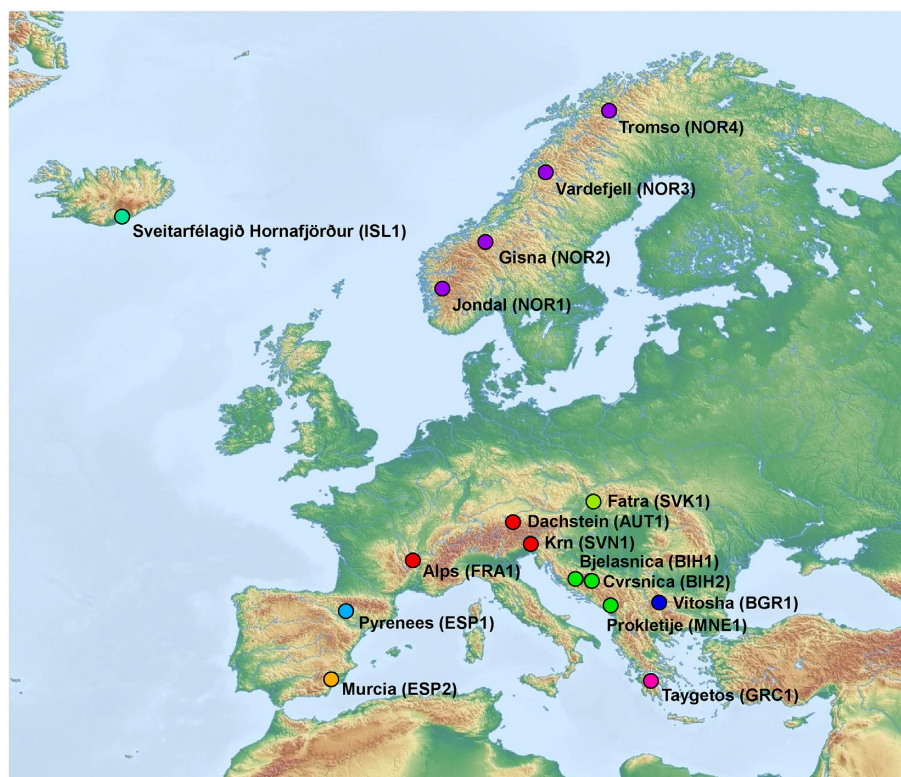 Tromso (NOR4)
Vardefjell (NOR3)
Sveitarfélagið Hornafjörður (ISL1)
Gisna (NOR2)
Jondal (NOR1)
Fatra (SVK1)
Dachstein (AUT1)
Krn (SVN1)
Bjelasnica (BIH1)
Alps (FRA1)
Cvrsnica (BIH2)
Vitosha (BGR1)
Pyrenees (ESP1)
Prokletije (MNE1)
Murcia (ESP2)
Taygetos (GRC1)